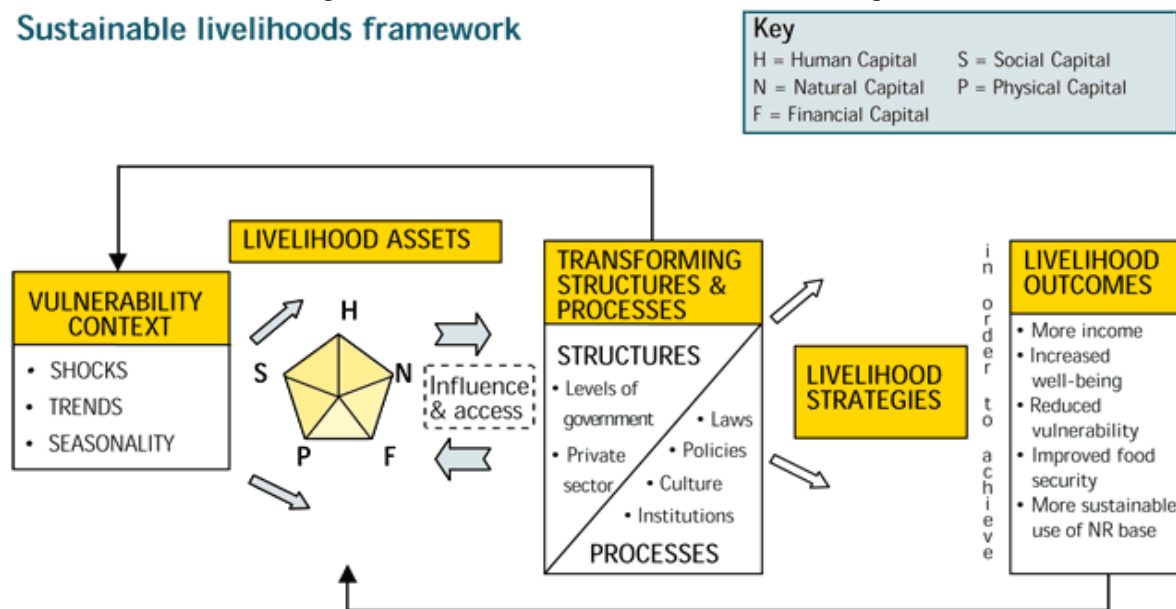 Sustainable livelihoods framework
Key
H = Human Capital S = Social Capital
N = Natural Capital P = Physical Capital
F = Financial Capital
LIVELIHOOD ASSETS
VULNERABILITY
CONTEXT
• SHOCKS
• TRENDS
• SEASONALITY
H
S
N
P
F
Influence
& access
TRANSFORMING
STRUCTURES &
PROCESSES
STRUCTURES
• Levels of
government
• Private
sector
• Laws
• Policies
• Culture
• Institutions
PROCESSES
LIVELIHOOD
STRATEGIES
in order to achieve
LIVELIHOOD
OUTCOMES
• More income
• Increased
well-being
• Reduced
vulnerability
• Improved food
security
• More sustainable
use of NR base